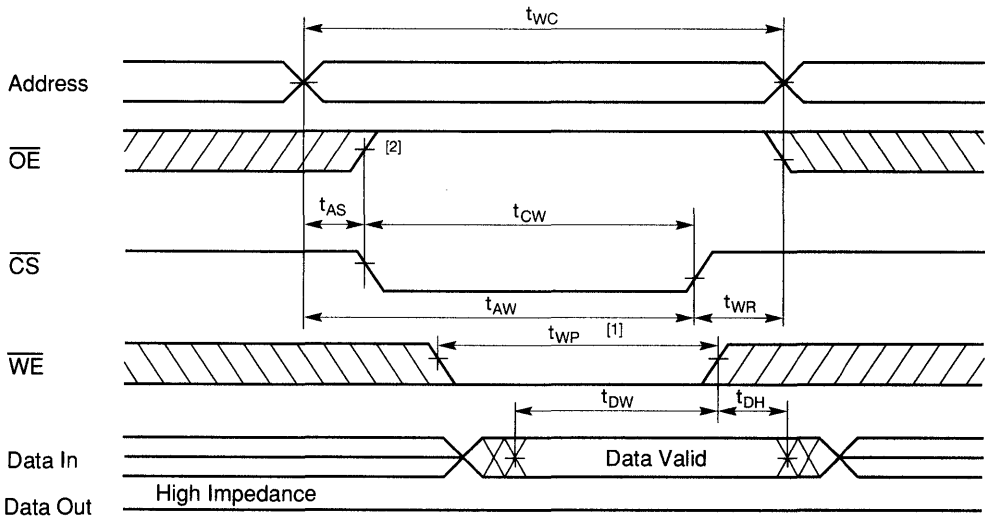 tWC
Address
OE
[2]
tAS
tCW
CS
tAW
tWR
tWP [1]
WE
tDW
tDH
Data In
Data Valid
High Impedance
Data Out